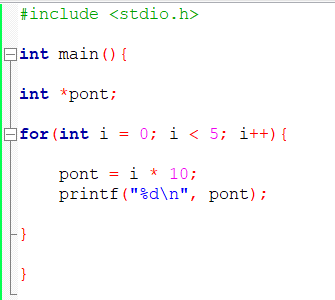 #include <stdio.h>
int main(){
int *pont;
for(int i = 0; i < 5; i++){
pont = i * 10;
printf("%d\n", pont);
}
}